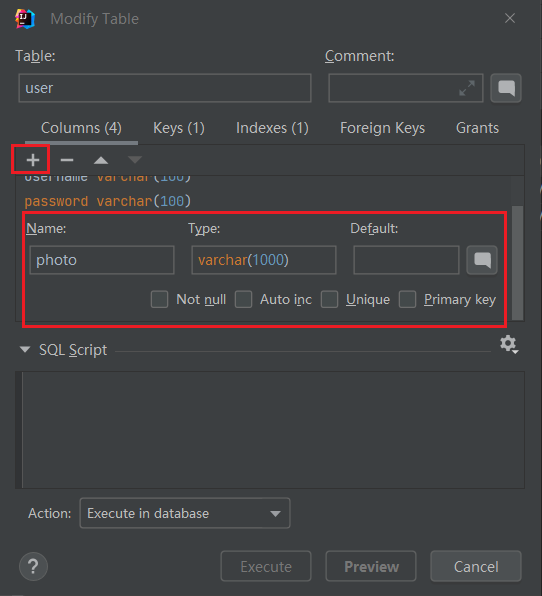 Modify Table
Table: Comment:
user
Columns (4) Keys (1) Indexes (1) Foreign Keys Grants
username varchar(100)
password varchar(100)
Name: Type: Default:
photo varchar(1000)
Not null Auto inc Unique Primary key
SQL Script
Action: Execute in database
? Execute Preview Cancel